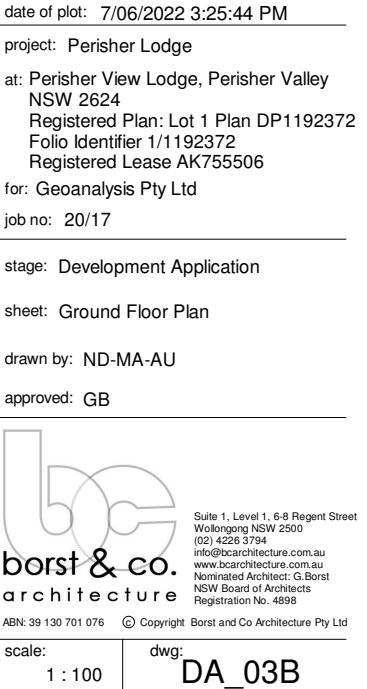 date of plot: 7/06/2022 3:25:44 PM
project: Perisher Lodge
at: Perisher View Lodge, Perisher Valley
NSW 2624
Registered Plan: Lot 1 Plan DP1192372
Folio Identifier 1/1192372
Registered Lease AK755506
for: Geoanalysis Pty Ltd
job no: 20/17
stage: Development Application
sheet: Ground Floor Plan
drawn by: ND-MA-AU
approved: GB
bc
borst & co.
architecture
Suite 1, Level 1, 6-8 Regent Street
Wollongong NSW 2500
(02) 4226 3794
info@bcarchitecture.com.au
www.bcarchitecture.com.au
Nominated Architect: G.Borst
NSW Board of Architects
Registration No. 4898
ABN: 39 130 701 076 © Copyright Borst and Co Architecture Pty Ltd
scale: dwg:
1 : 100 DA_03B